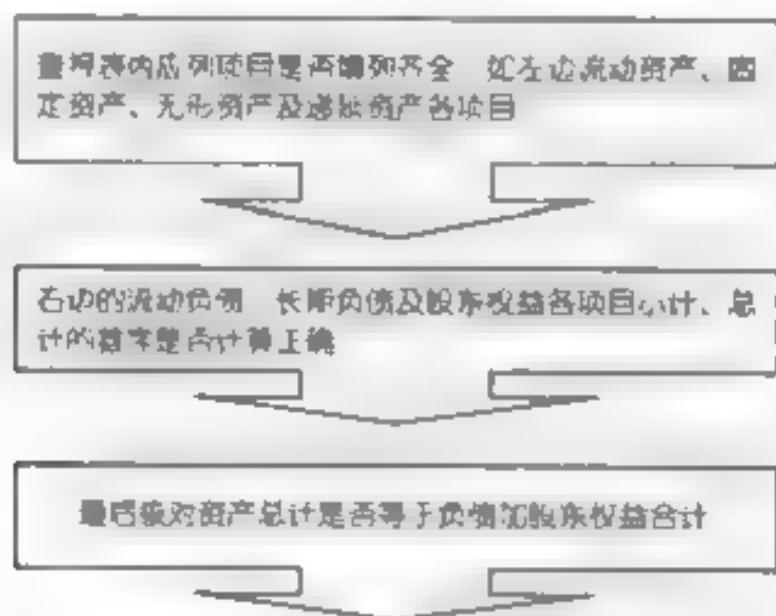 查看表内应列项目是否填列齐全 如左边流动资产、固
定资产、无形资产及递延资产各项目
右边的流动负债 长期负债及股东权益各项目小计、总
计的数字是否计算正确
最后核对资产总计是否等于负债加股东权益合计